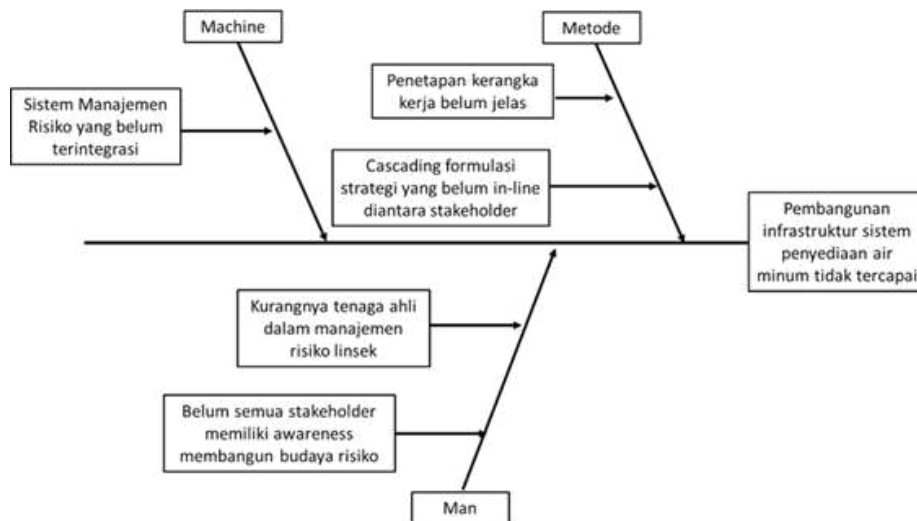 Machine
Metode
Sistem Manajemen
Risiko yang belum
terintegrasi
Penetapan kerangka
kerja belum jelas
Cascading formulasi
strategi yang belum in-line
diantara stakeholder
Pembangunan
infrastruktur sistem
penyediaan air
minum tidak tercapai
Kurangnya tenaga ahli
dalam manajemen
risiko linsek
Belum semua stakeholder
memiliki awareness
membangun budaya risiko
Man